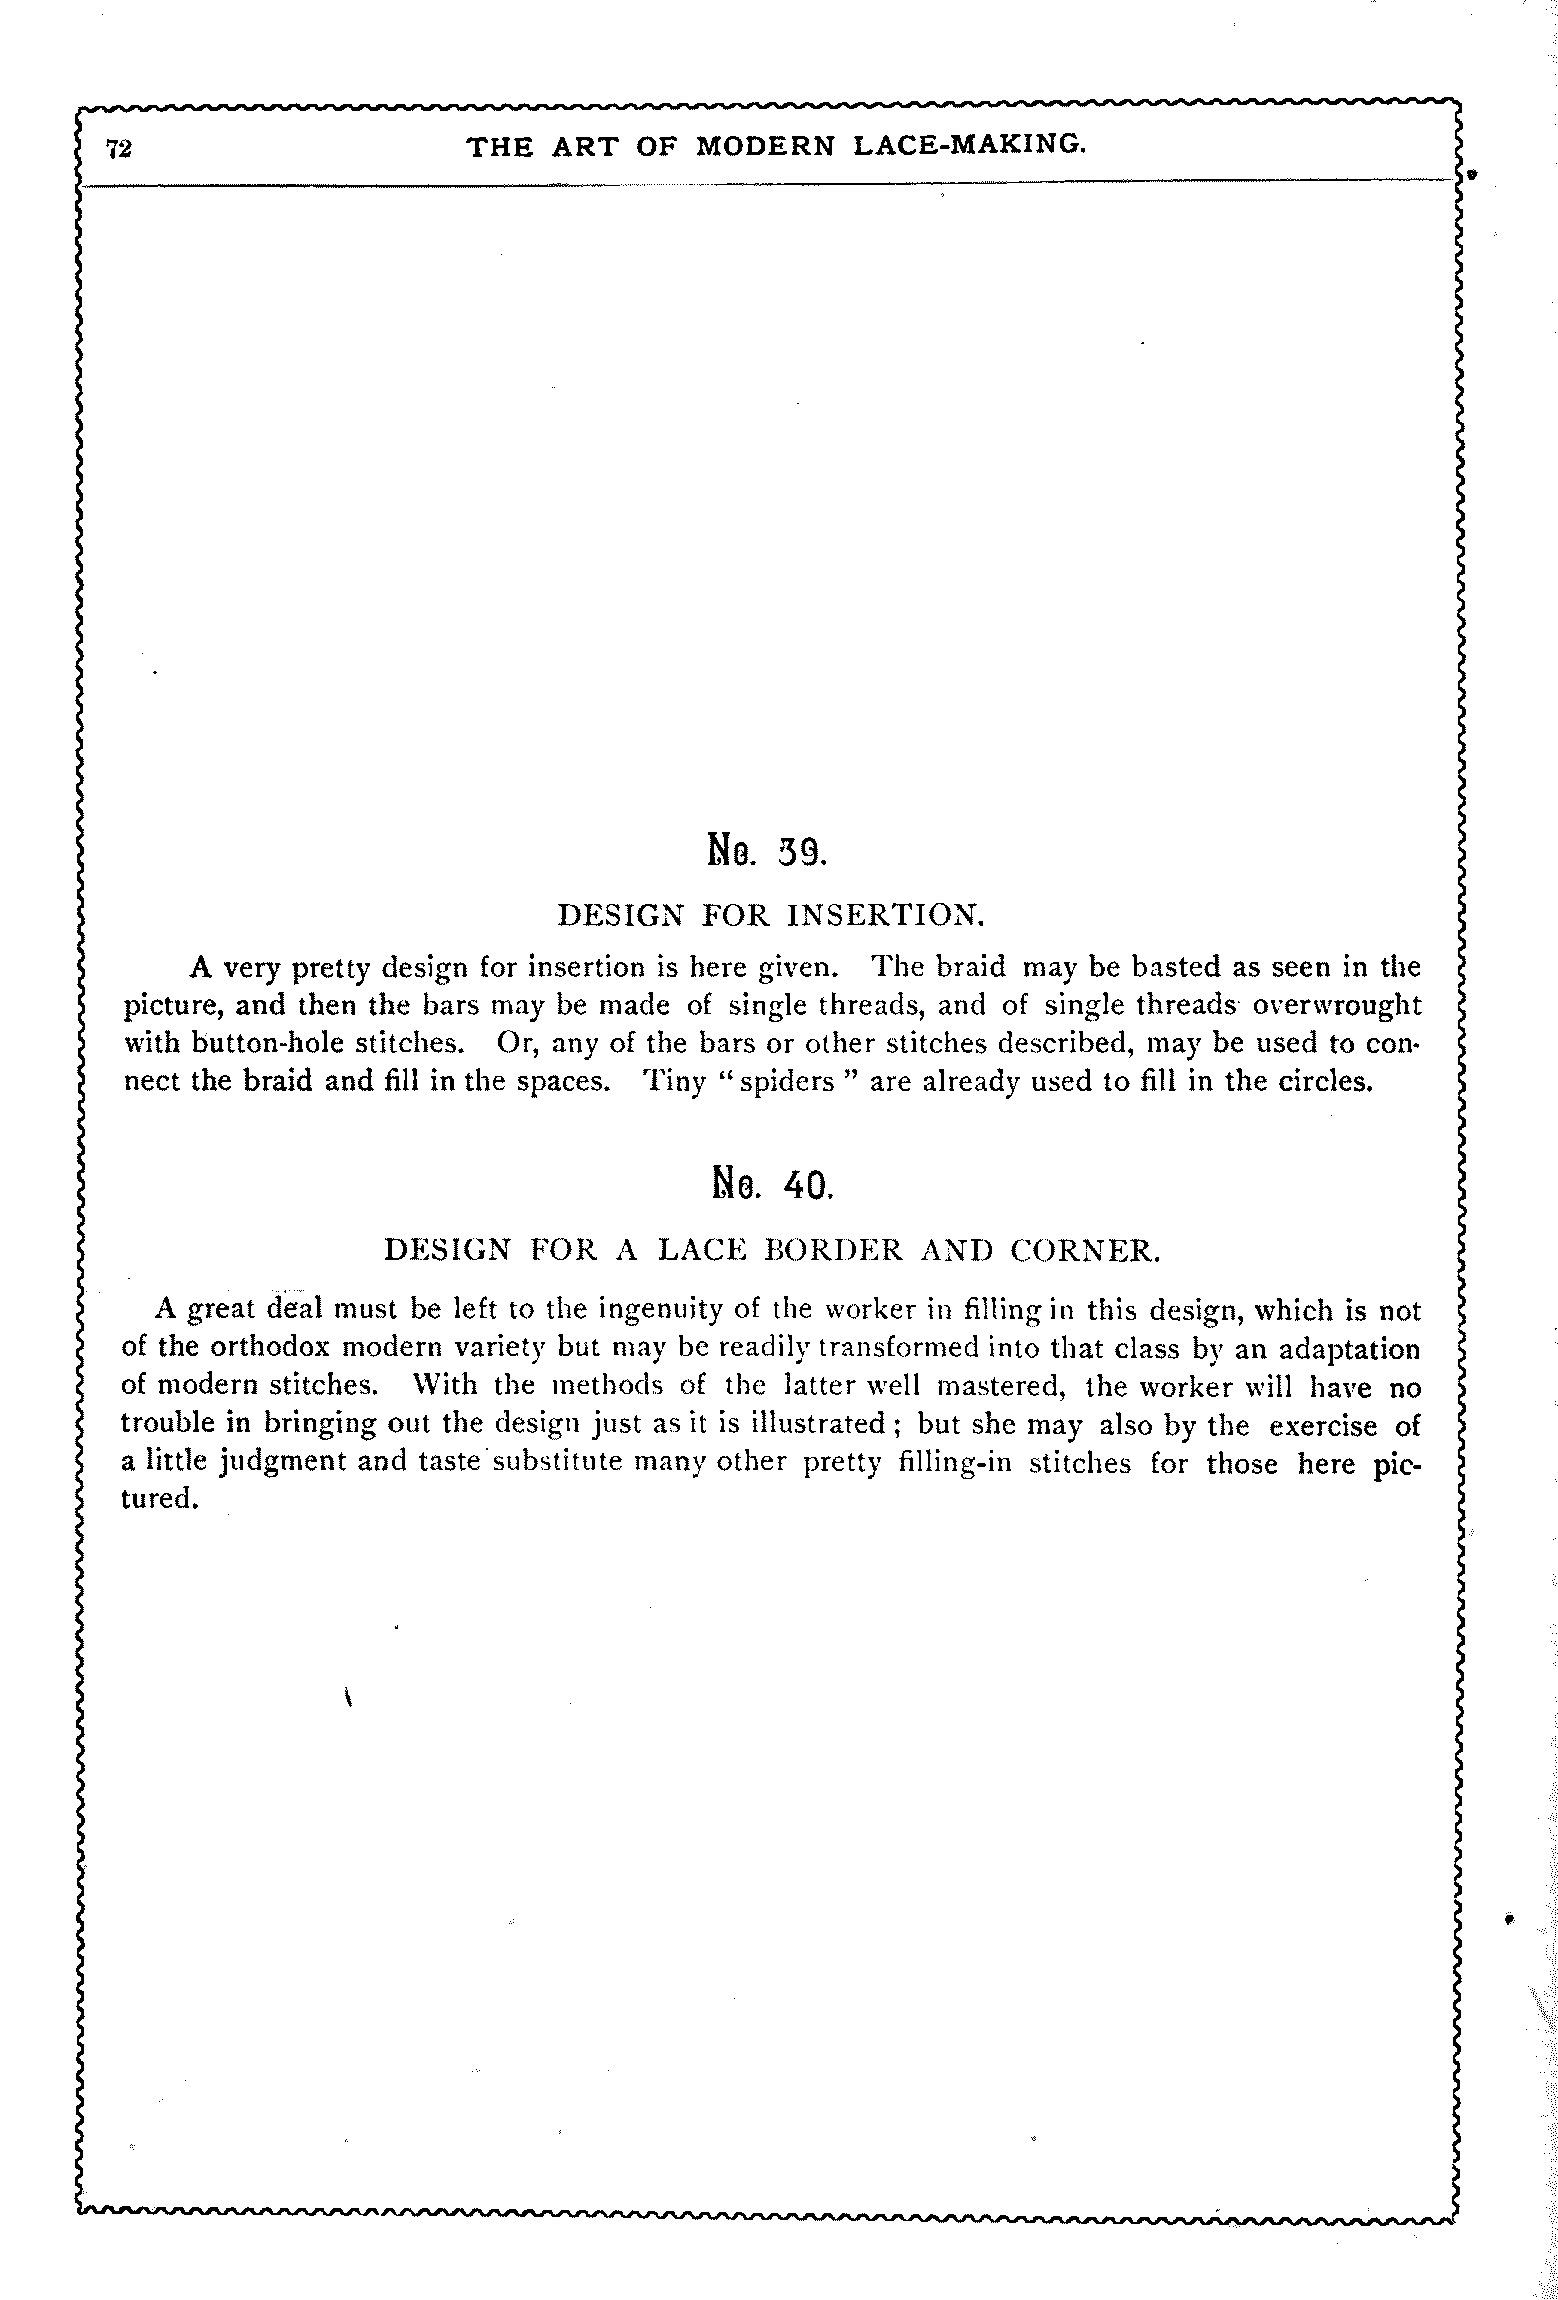 72
THE ART OF MODERN LACE-MAKING.
No. 39.
DESIGN FOR INSERTION.
A very pretty design for insertion is here given. The braid may be basted as seen in the
picture, and then the bars may be made of single threads, and of single threads overwrought
with button-hole stitches. Or, any of the bars or other stitches described, may be used to con-
nect the braid and fill in the spaces. Tiny “ spiders ” are already used to fill in the circles.
No. 40.
DESIGN FOR A LACE BORDER AND CORNER.
A great deal must be left to the ingenuity of the worker in filling in this design, which is not
of the orthodox modern variety but may be readily transformed into that class by an adaptation
of modern stitches. With the methods of the latter well mastered, the worker will have no
trouble in bringing out the design just as it is illustrated ; but she may also by the exercise of
a little judgment and taste substitute many other pretty filling-in stitches for those here pic-
tured.